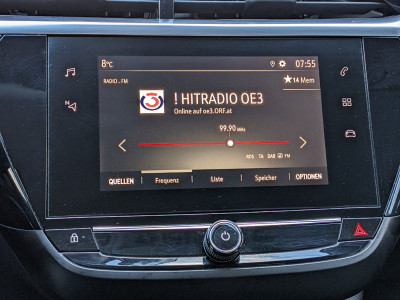 8°C
07:55
RADIO . FM
★14 Mem
Ö3
! HITRADIO OE3
Online auf oe3.ORF.at
99.90 MHz
RDS TA DAB FM
QUELLEN Frequenz Liste Speicher OPTIONEN
N